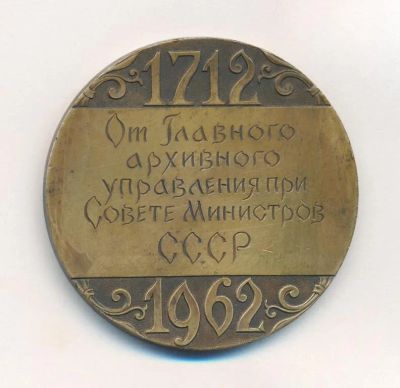 1712
От Главного
архивного
управления при
Совете Министров
СССР
1962